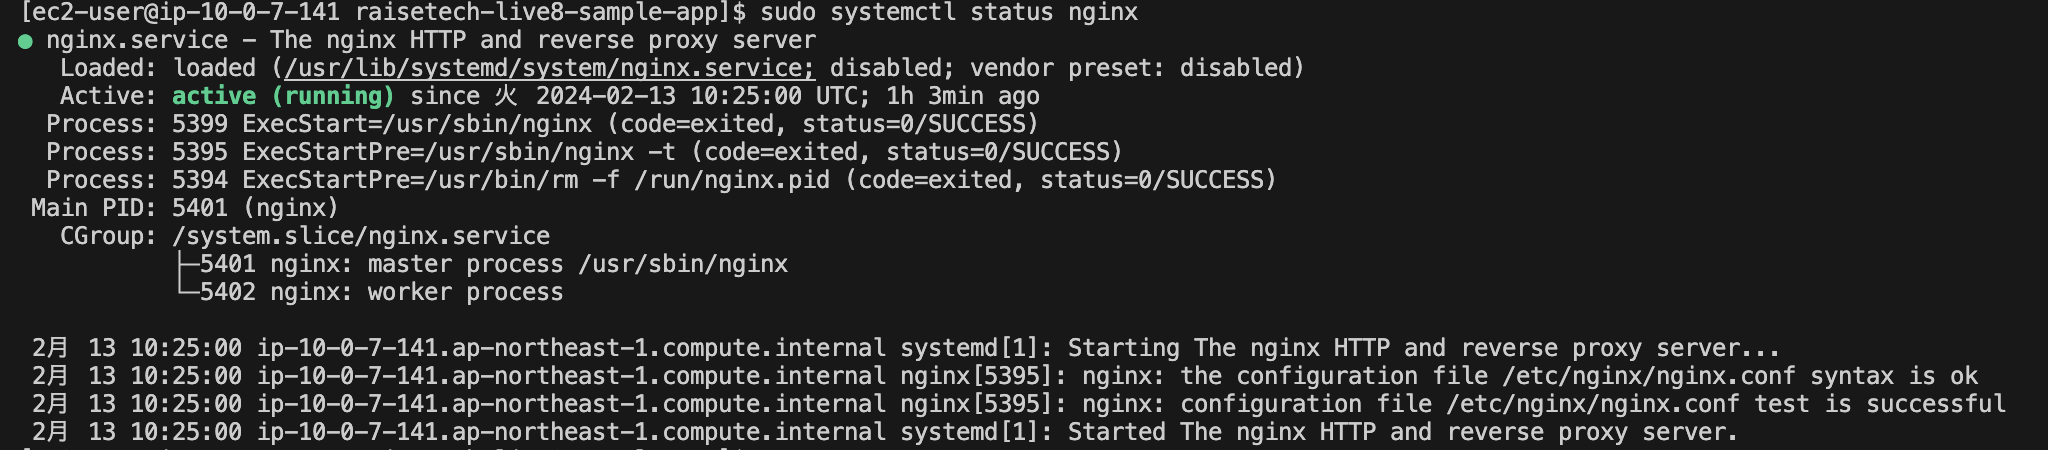 [ec2-user@ip-10-0-7-141 raisetech-live8-sample-app]$ sudo systemctl status nginx
● nginx.service - The nginx HTTP and reverse proxy server
   Loaded: loaded (/usr/lib/systemd/system/nginx.service; disabled; vendor preset: disabled)
   Active: active (running) since 火 2024-02-13 10:25:00 UTC; 1h 3min ago
  Process: 5399 ExecStart=/usr/sbin/nginx (code=exited, status=0/SUCCESS)
  Process: 5395 ExecStartPre=/usr/sbin/nginx -t (code=exited, status=0/SUCCESS)
  Process: 5394 ExecStartPre=/usr/bin/rm -f /run/nginx.pid (code=exited, status=0/SUCCESS)
 Main PID: 5401 (nginx)
   CGroup: /system.slice/nginx.service
           ├─5401 nginx: master process /usr/sbin/nginx
           └─5402 nginx: worker process
 2月 13 10:25:00 ip-10-0-7-141.ap-northeast-1.compute.internal systemd[1]: Starting The nginx HTTP and reverse proxy server...
 2月 13 10:25:00 ip-10-0-7-141.ap-northeast-1.compute.internal nginx[5395]: nginx: the configuration file /etc/nginx/nginx.conf syntax is ok
 2月 13 10:25:00 ip-10-0-7-141.ap-northeast-1.compute.internal nginx[5395]: nginx: configuration file /etc/nginx/nginx.conf test is successful
 2月 13 10:25:00 ip-10-0-7-141.ap-northeast-1.compute.internal systemd[1]: Started The nginx HTTP and reverse proxy server.